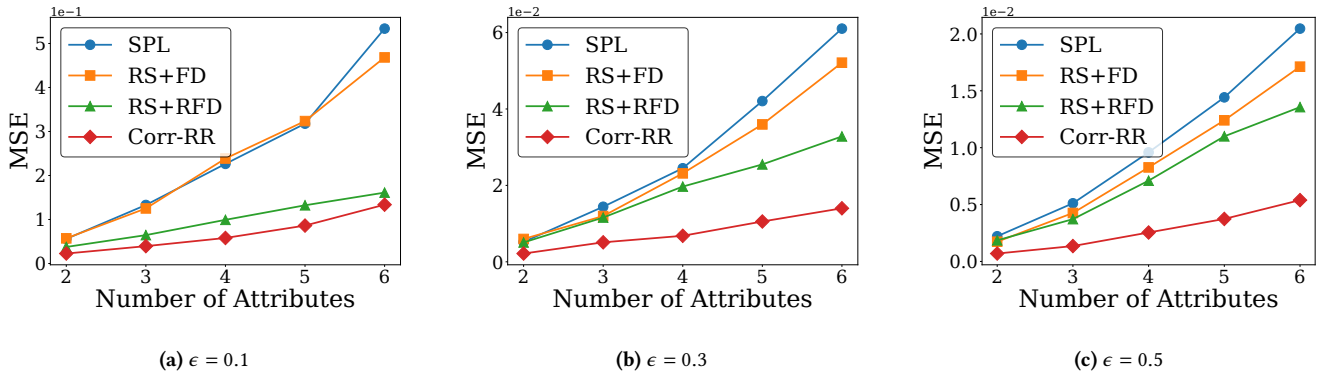 1e−1
5
4
3
2
1
0
MSE
SPL
RS+FD
RS+RFD
Corr-RR
2 3 4 5 6
Number of Attributes
(a) ϵ = 0.1
1e−2
6
4
2
0
MSE
SPL
RS+FD
RS+RFD
Corr-RR
2 3 4 5 6
Number of Attributes
(b) ϵ = 0.3
1e−2
2.0
1.5
1.0
0.5
0.0
MSE
SPL
RS+FD
RS+RFD
Corr-RR
2 3 4 5 6
Number of Attributes
(c) ϵ = 0.5